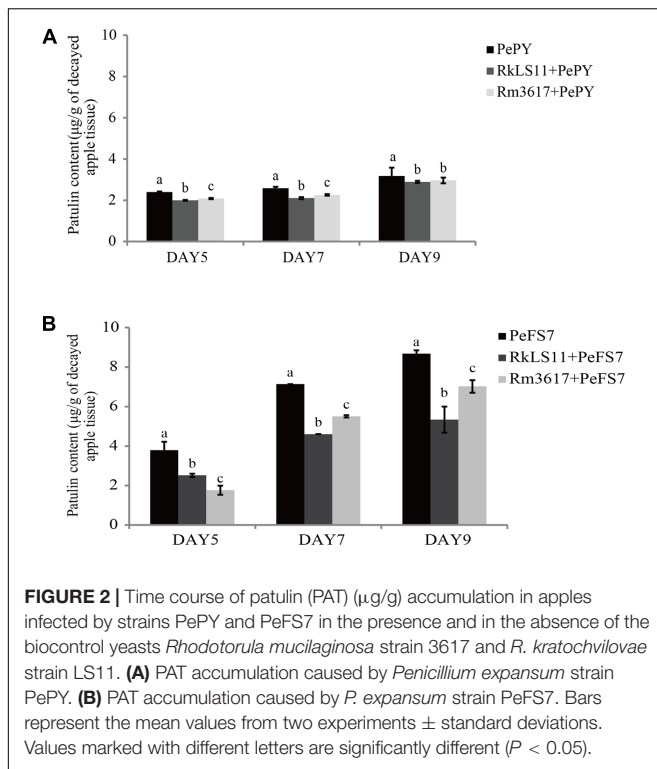 A
Patulin content(µg/g of decayed
apple tissue)
10
8
6
4
2
0
PePY
RkLS11+PePY
Rm3617+PePY
a b c
a b c
a b b
DAY5 DAY7 DAY9
B
Patulin content (µg/g of decayed
apple tissue)
10
8
6
4
2
0
PeFS7
RkLS11+PeFS7
Rm3617+PeFS7
a b c
a b c
a b c
DAY5 DAY7 DAY9
FIGURE 2 | Time course of patulin (PAT) (µg/g) accumulation in apples
infected by strains PePY and PeFS7 in the presence and in the absence of the
biocontrol yeasts Rhodotorula mucilaginosa strain 3617 and R. kratochvilovae
strain LS11. (A) PAT accumulation caused by Penicillium expansum strain
PePY. (B) PAT accumulation caused by P. expansum strain PeFS7. Bars
represent the mean values from two experiments ± standard deviations.
Values marked with different letters are significantly different (P < 0.05).